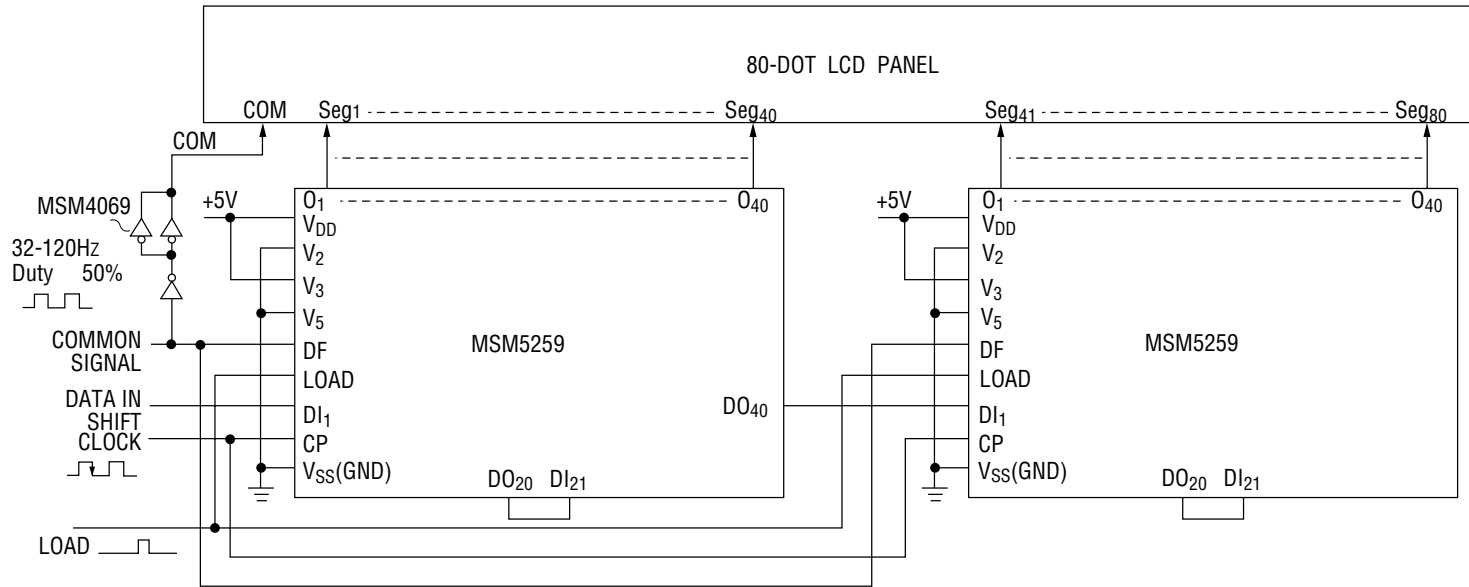 80-DOT LCD PANEL
COM Seg1 Seg40 Seg41 Seg80
COM
MSM4069
32-120Hz
Duty 50%
COMMON
SIGNAL
DATA IN
SHIFT
CLOCK
LOAD
+5V
O1 O40
VDD
V2
V3
V5
DF
LOAD
DI1
CP
VSS(GND)
MSM5259
DO40
DO20 DI21
+5V
O1 O40
VDD
V2
V3
V5
DF
LOAD
DI1
CP
VSS(GND)
MSM5259
DO20 DI21